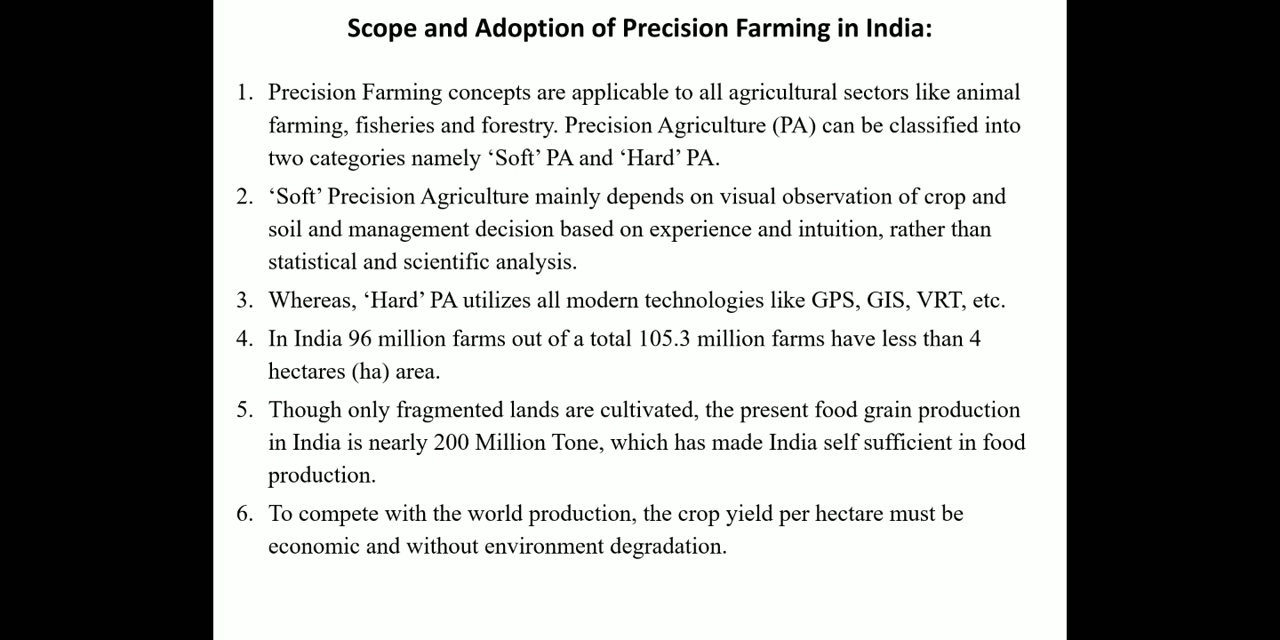 Scope and Adoption of Precision Farming in India:
1. Precision Farming concepts are applicable to all agricultural sectors like animal
farming, fisheries and forestry. Precision Agriculture (PA) can be classified into
two categories namely ‘Soft’ PA and ‘Hard’ PA.
2. ‘Soft’ Precision Agriculture mainly depends on visual observation of crop and
soil and management decision based on experience and intuition, rather than
statistical and scientific analysis.
3. Whereas, ‘Hard’ PA utilizes all modern technologies like GPS, GIS, VRT, etc.
4. In India 96 million farms out of a total 105.3 million farms have less than 4
hectares (ha) area.
5. Though only fragmented lands are cultivated, the present food grain production
in India is nearly 200 Million Tone, which has made India self sufficient in food
production.
6. To compete with the world production, the crop yield per hectare must be
economic and without environment degradation.